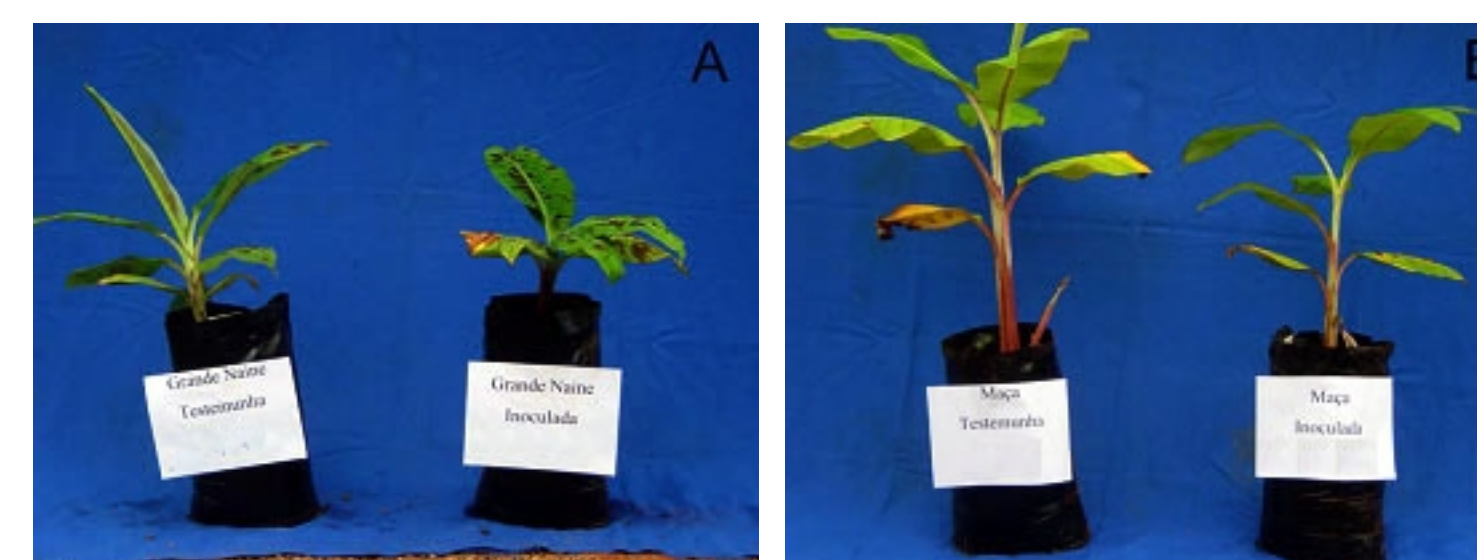 A
Grande Naine
Testemunha
Grande Naine
Inoculada
Maça
Testemunha
Maça
Inoculada